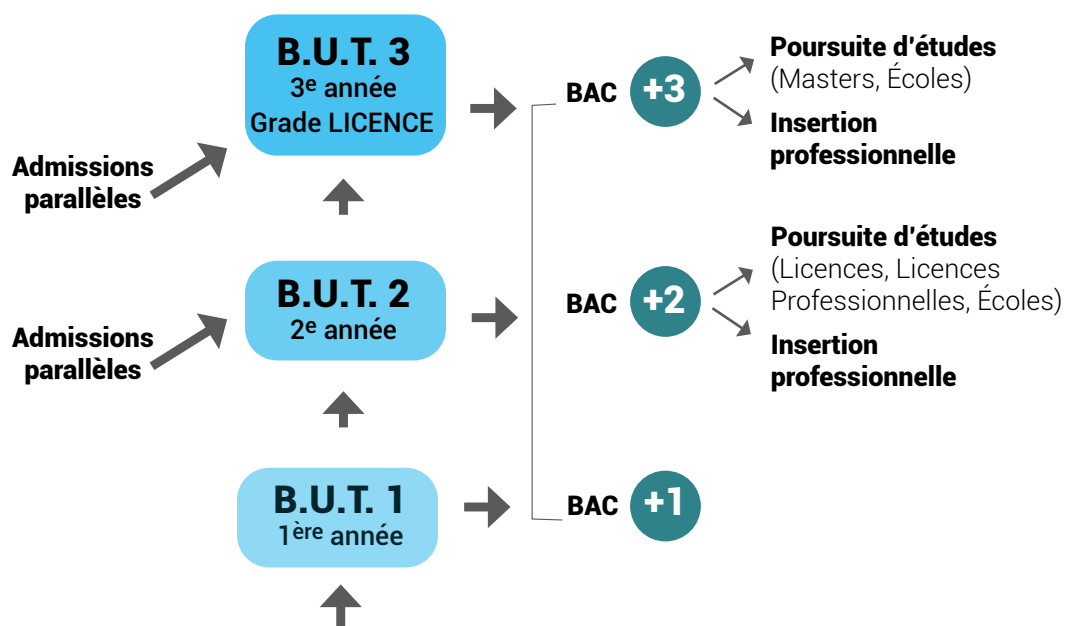 B.U.T. 3
3e année
Grade LICENCE
BAC +3
Poursuite d'études
(Masters, Écoles)
Insertion
professionnelle
Admissions
parallèles
B.U.T. 2
2e année
BAC +2
Poursuite d'études
(Licences, Licences
Professionnelles, Écoles)
Insertion
professionnelle
Admissions
parallèles
B.U.T. 1
1ère année
BAC +1